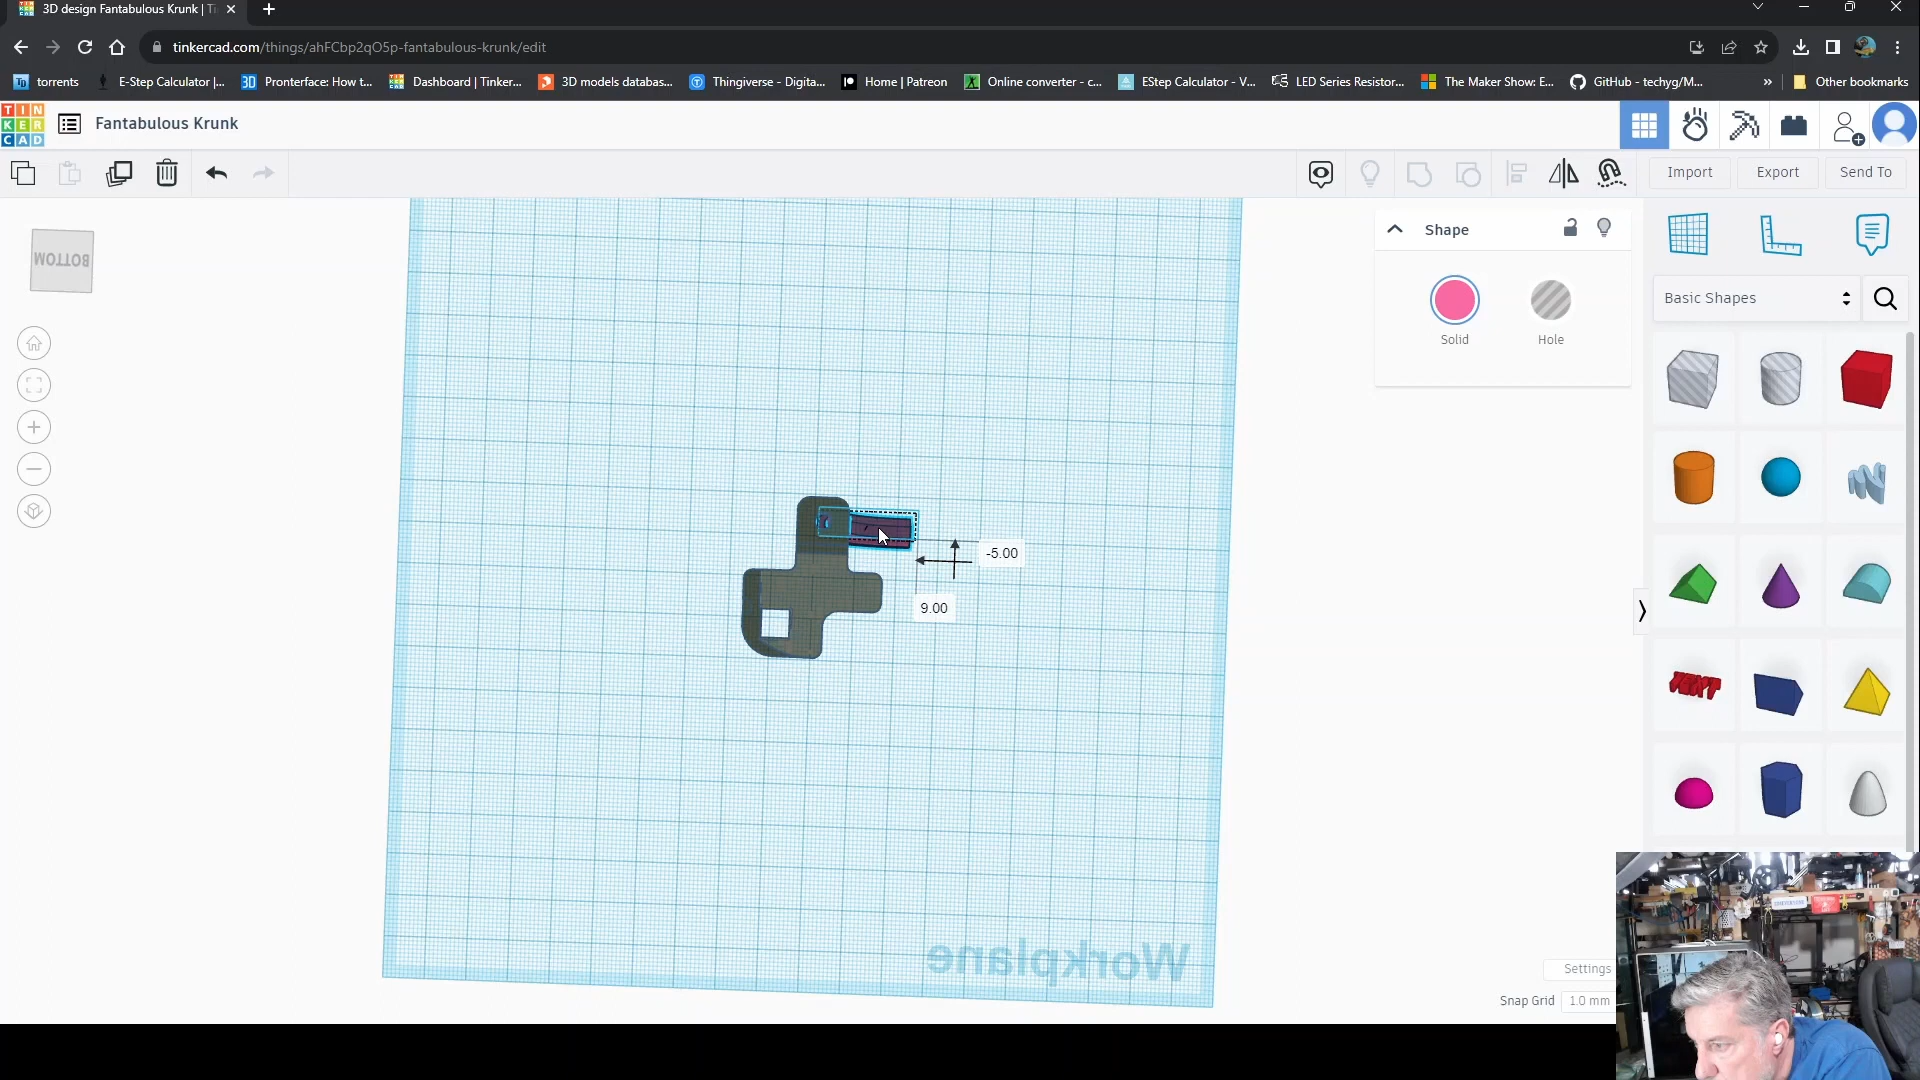 3D design Fantabulous Krunk | Ti
tinkercad.com/things/ahFCbp2qO5p-fantabulous-krunk/edit
torrents
E-Step Calculator |...
Pronterface: How t...
Dashboard | Tinker...
3D models databas...
Thingiverse - Digita...
Home | Patreon
Online converter - c...
EStep Calculator - V...
LED Series Resistor...
The Maker Show: E...
GitHub - techyg/M...
»
Other bookmarks
TIN
KER
CAD
Fantabulous Krunk
Import
Export
Send To
BOTTOM
Shape
Solid
Hole
Basic Shapes
-5.00
9.00
TEXT
Workplane
Settings
Snap Grid
1.0 mm